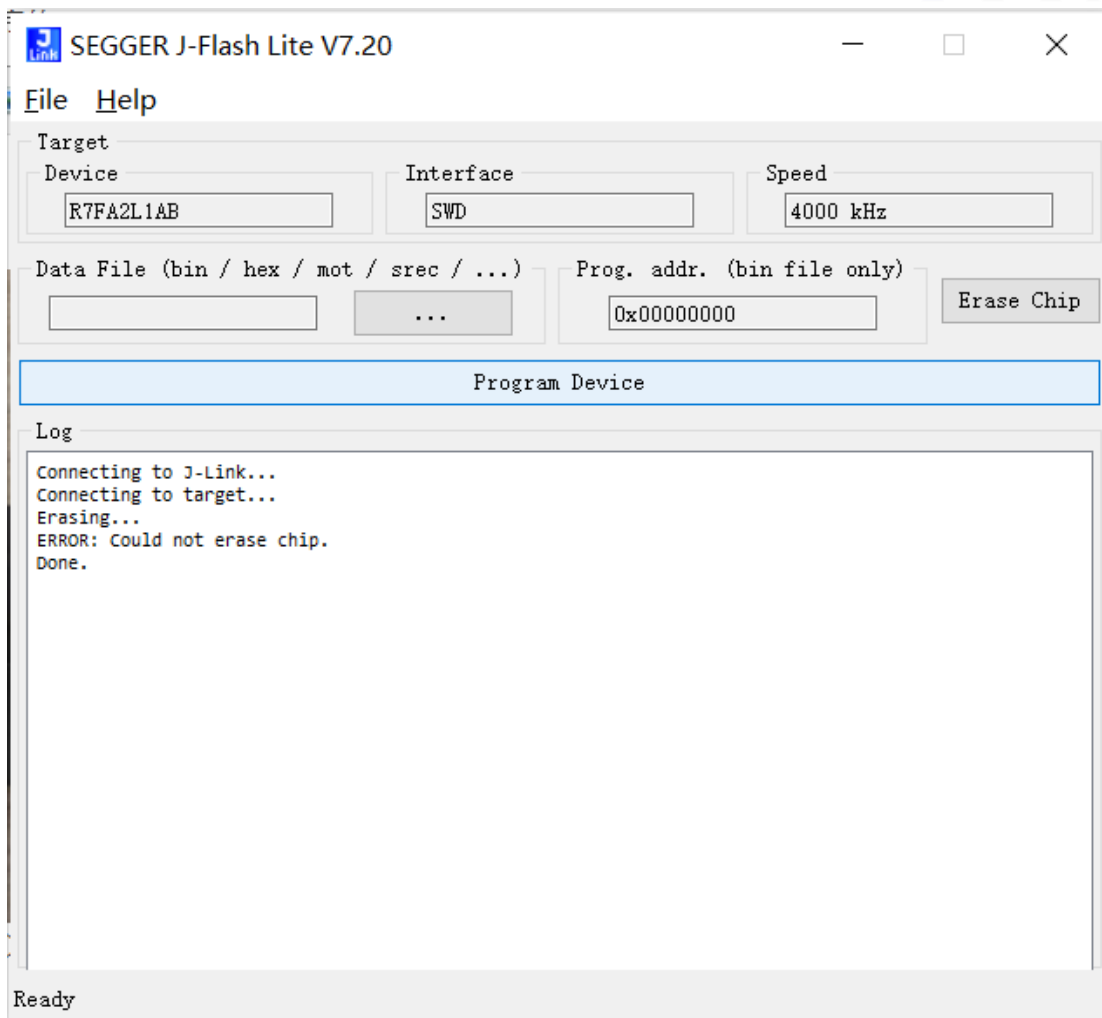 J Link SEGGER J-Flash Lite V7.20
File Help
Target
Device Interface Speed
R7FA2L1AB SWD 4000 kHz
Data File (bin / hex / mot / srec / ...) Prog. addr. (bin file only)
... 0x00000000 Erase Chip
Program Device
Log
Connecting to J-Link...
Connecting to target...
Erasing...
ERROR: Could not erase chip.
Done.
Ready